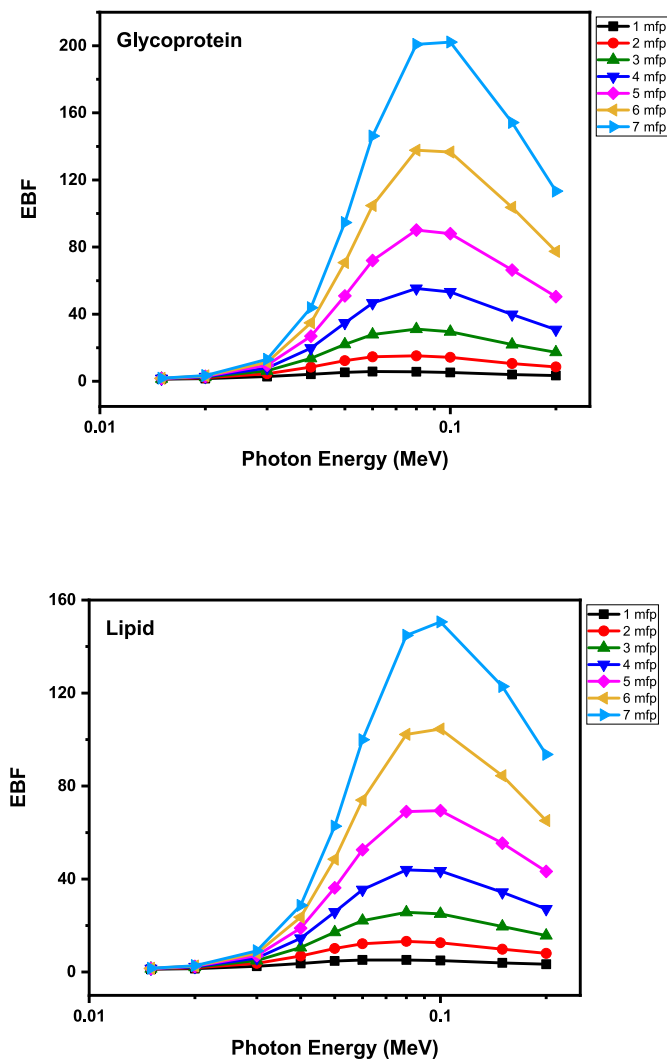 Glycoprotein
1 mfp
2 mfp
3 mfp
4 mfp
5 mfp
6 mfp
7 mfp
200
160
120
80
40
0
EBF
0.01
0.1
Photon Energy (MeV)
Lipid
1 mfp
2 mfp
3 mfp
4 mfp
5 mfp
6 mfp
7 mfp
160
120
80
40
0
EBF
0.01
0.1
Photon Energy (MeV)